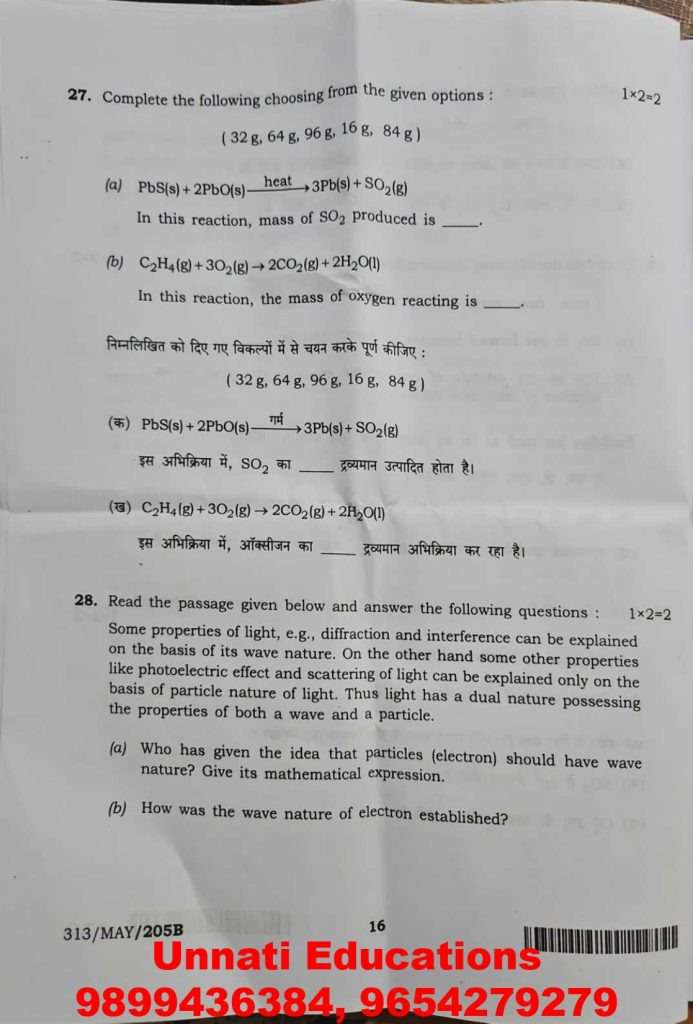 27. Complete the following choosing from the given options : 1×2=2
( 32 g, 64 g, 96 g, 16 g, 84 g )
(a) PbS(s) + 2PbO(s) —heat→ 3Pb(s) + SO₂(g)
In this reaction, mass of SO₂ produced is ____.
(b) C₂H₄(g) + 3O₂(g) → 2CO₂(g) + 2H₂O(l)
In this reaction, the mass of oxygen reacting is ____.
निम्नलिखित को दिए गए विकल्पों में से चयन करके पूर्ण कीजिए :
( 32 g, 64 g, 96 g, 16 g, 84 g )
(क) PbS(s) + 2PbO(s) —गर्म→ 3Pb(s) + SO₂(g)
इस अभिक्रिया में, SO₂ का ____ द्रव्यमान उत्पादित होता है।
(ख) C₂H₄(g) + 3O₂(g) → 2CO₂(g) + 2H₂O(l)
इस अभिक्रिया में, ऑक्सीजन का ____ द्रव्यमान अभिक्रिया कर रहा है।
28. Read the passage given below and answer the following questions : 1×2=2
Some properties of light, e.g., diffraction and interference can be explained
on the basis of its wave nature. On the other hand some other properties
like photoelectric effect and scattering of light can be explained only on the
basis of particle nature of light. Thus light has a dual nature possessing
the properties of both a wave and a particle.
(a) Who has given the idea that particles (electron) should have wave
nature? Give its mathematical expression.
(b) How was the wave nature of electron established?
313/MAY/205B 16
Unnati Educations
9899436384, 9654279279